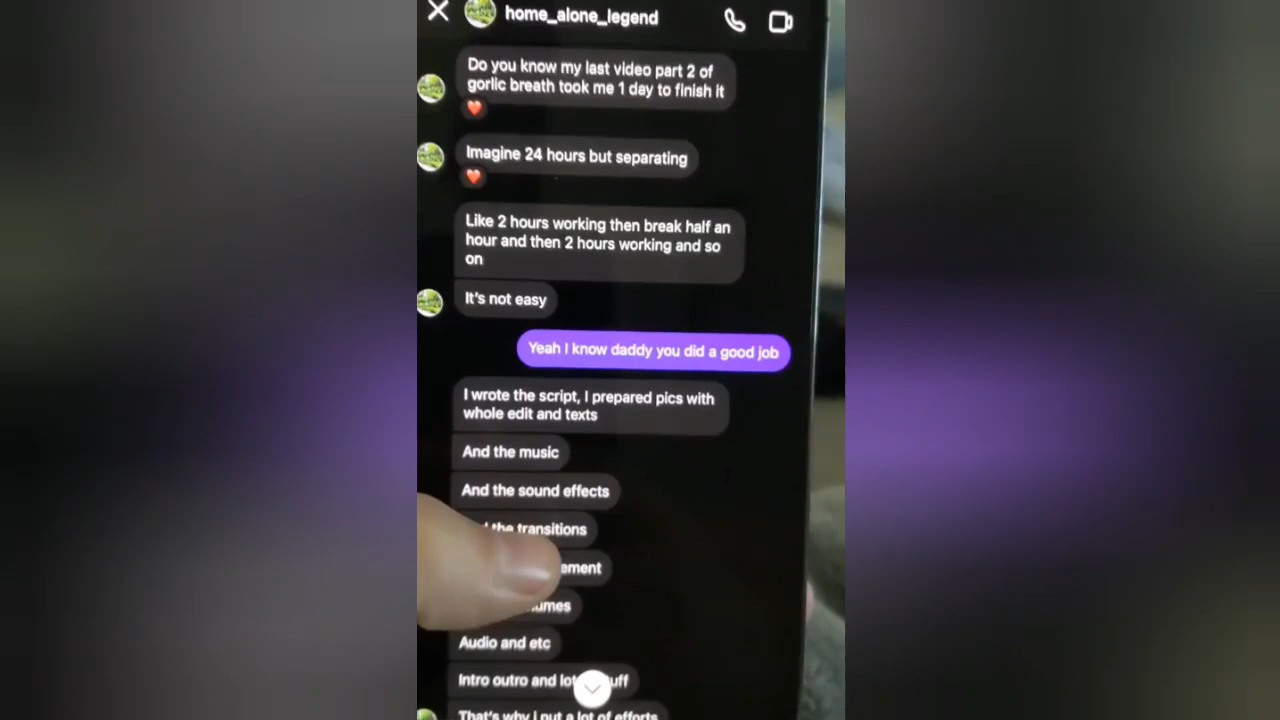 home_alone_legend
Do you know my last video part 2 of
gorlic breath took me 1 day to finish it
Imagine 24 hours but separating
Like 2 hours working then break half an
hour and then 2 hours working and so
on
It's not easy
Yeah I know daddy you did a good job
I wrote the script, I prepared pics with
whole edit and texts
And the music
And the sound effects
the transitions
Audio and etc
Intro outro and
That's why i put a lot of efforts